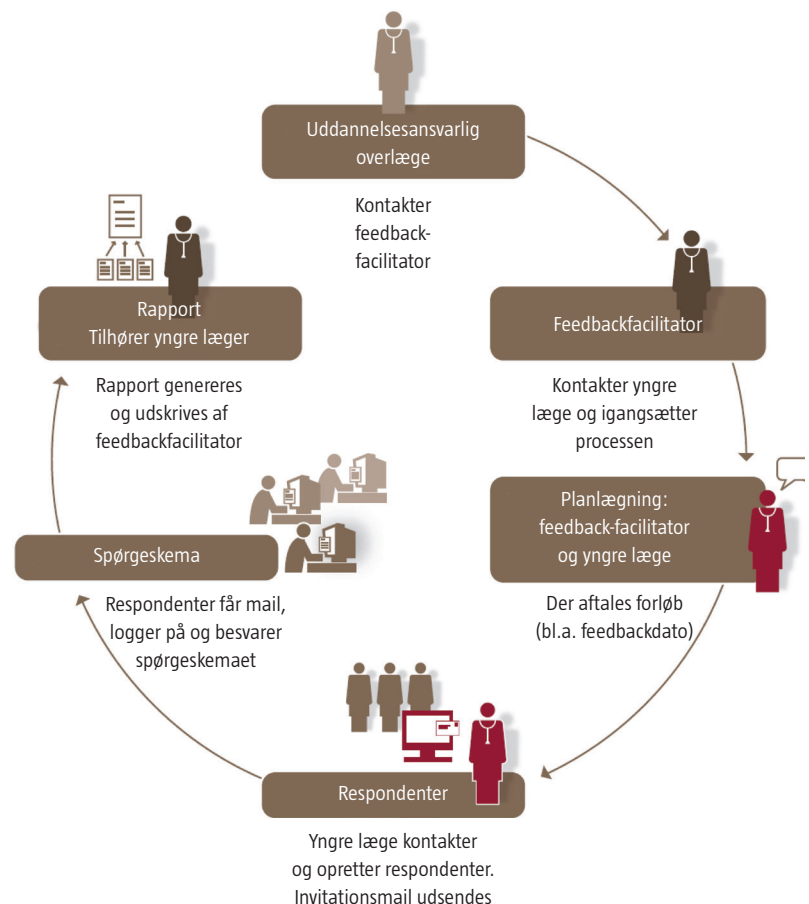 Uddannelsesansvarlig
overlæge
Kontakter
feedback-
facilitator
Feedbackfacilitator
Kontakter yngre
læge og igangsætter
processen
Planlægning:
feedback-facilitator
og yngre læge
Der aftales forløb
(bl.a. feedbackdato)
Respondenter
Yngre læge kontakter
og opretter respondenter.
Invitationsmail udsendes
Spørgeskema
Respondenter får mail,
logger på og besvarer
spørgeskemaet
Rapport
Tilhører yngre læger
Rapport genereres
og udskrives af
feedbackfacilitator